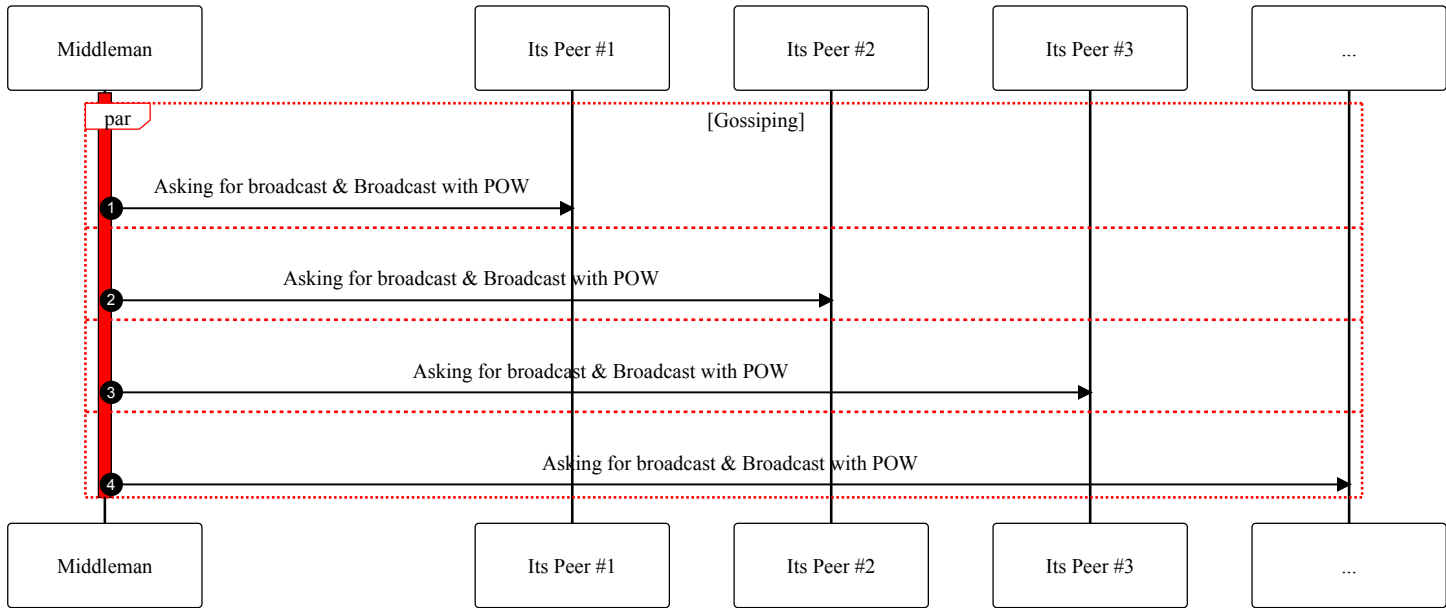 Middleman
Its Peer #1
Its Peer #2
Its Peer #3
...
par
[Gossiping]
Asking for broadcast & Broadcast with POW
1
Asking for broadcast & Broadcast with POW
2
Asking for broadcast & Broadcast with POW
3
Asking for broadcast & Broadcast with POW
4
Middleman
Its Peer #1
Its Peer #2
Its Peer #3
...